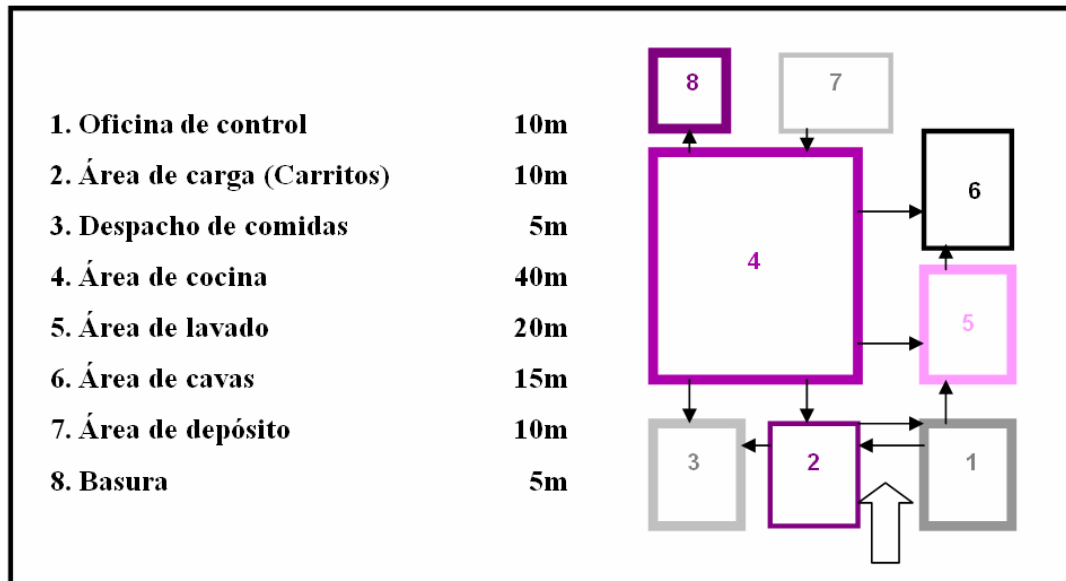 1. Oficina de control 10m
2. Área de carga (Carritos) 10m
3. Despacho de comidas 5m
4. Área de cocina 40m
5. Área de lavado 20m
6. Área de cavas 15m
7. Área de depósito 10m
8. Basura 5m
8 7
6
4
5
3 2 1